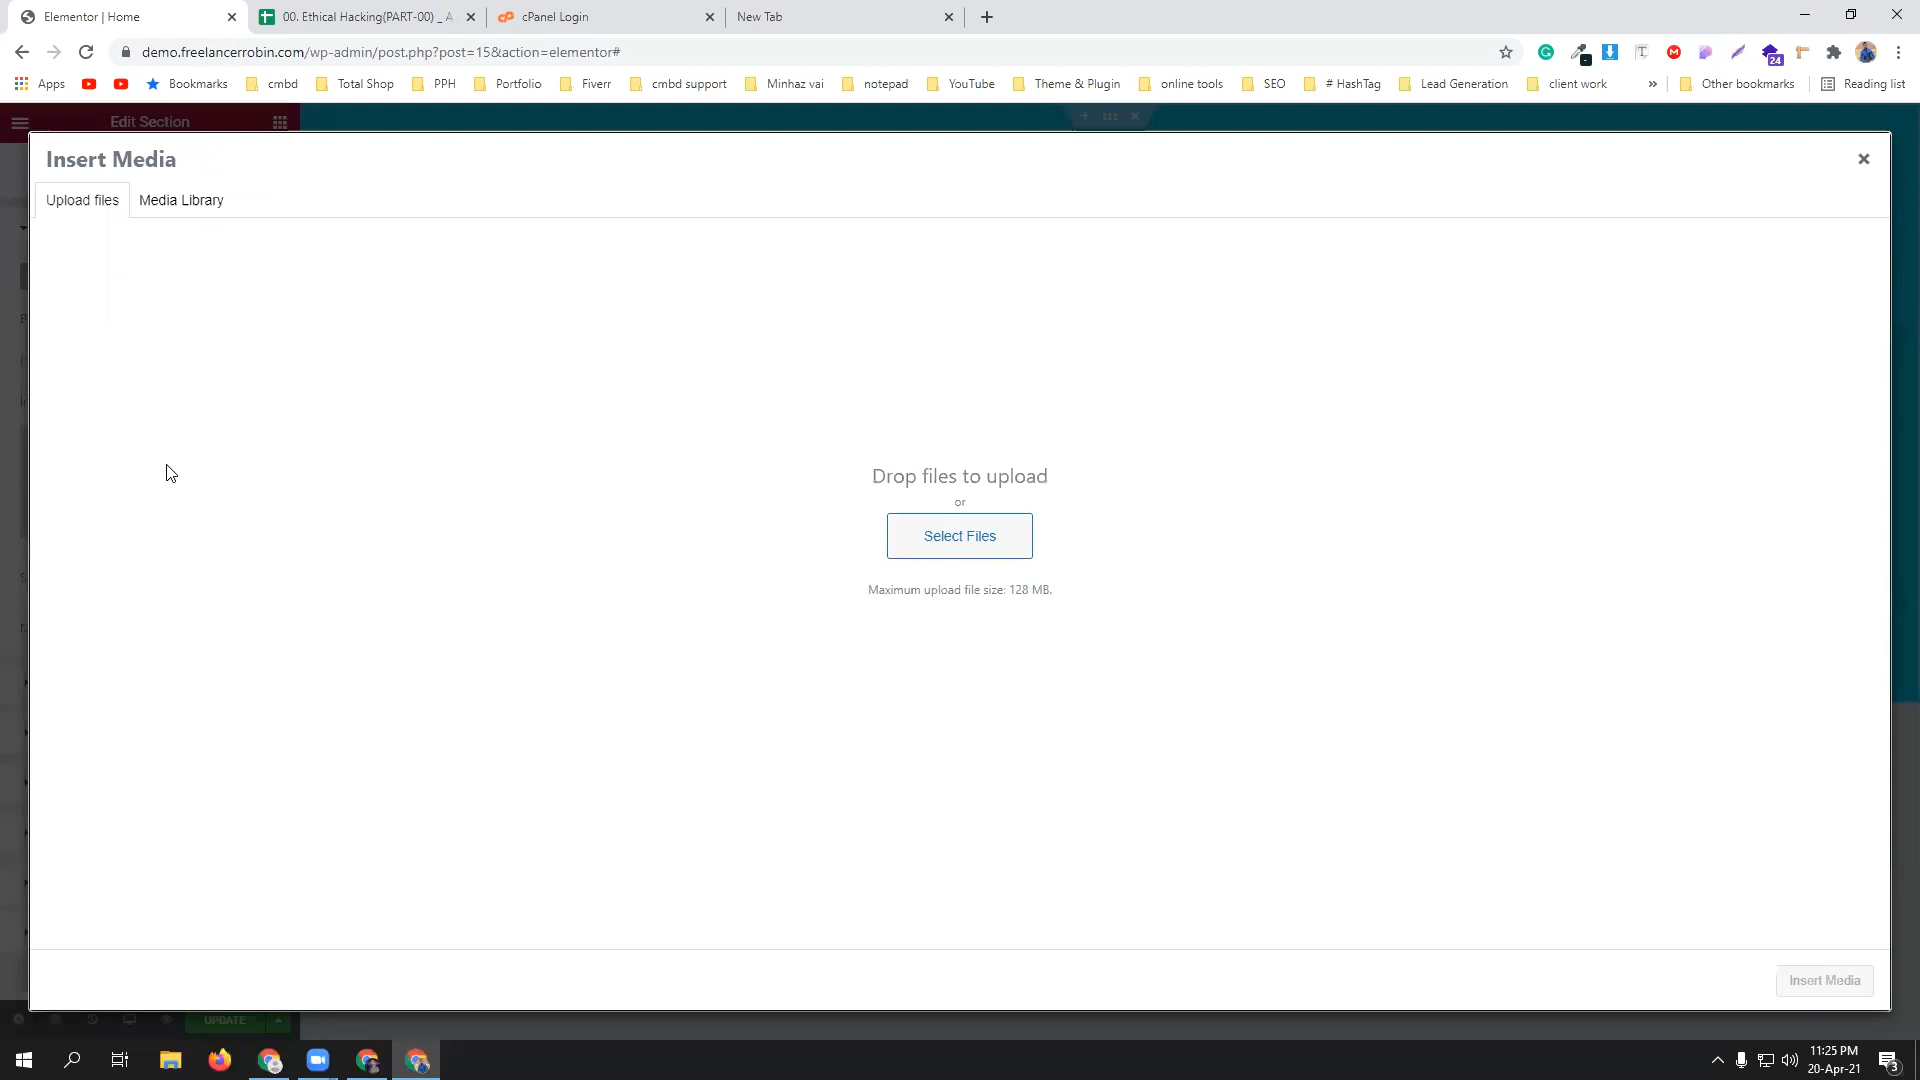 Elementor | Home
00. Ethical Hacking(PART-00) _ A
cPanel Login
New Tab
demo.freelancerrobin.com/wp-admin/post.php?post=15&action=elementor#
24
Apps
Bookmarks
cmbd
Total Shop
PPH
Portfolio
Fiverr
cmbd support
Minhaz vai
notepad
YouTube
Theme & Plugin
online tools
SEO
# HashTag
Lead Generation
client work
»
Other bookmarks
Reading list
Edit Section
Insert Media
Upload files
Media Library
Drop files to upload
or
Select Files
Maximum upload file size: 128 MB.
Insert Media
UPDATE
11:25 PM
20-Apr-21
3